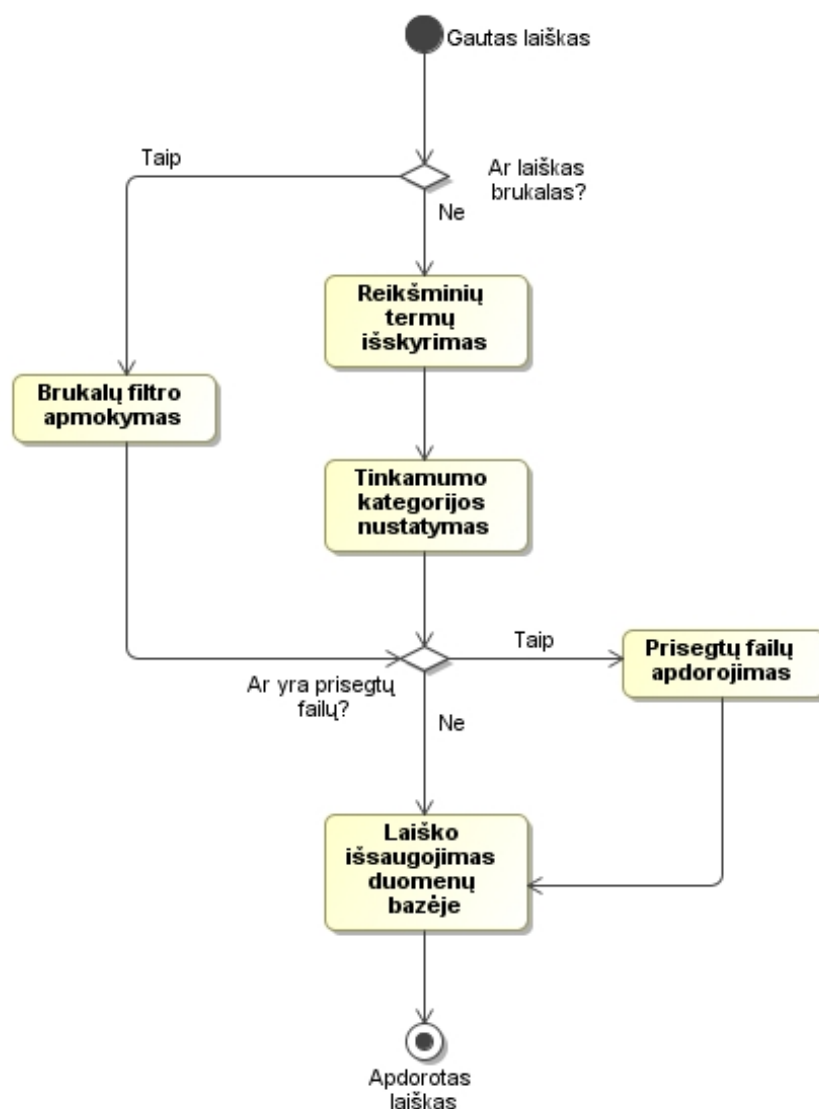 Gautas laiškas
Taip
Ar laiškas
brukalas?
Ne
Reikšminių
termų
išskyrimas
Brukalų filtro
apmokymas
Tinkamumo
kategorijos
nustatymas
Taip
Prisegtų failų
apdorojimas
Ar yra prisegtų
failų?
Ne
Laiško
išsaugojimas
duomenų
bazėje
Apdorotas
laiškas